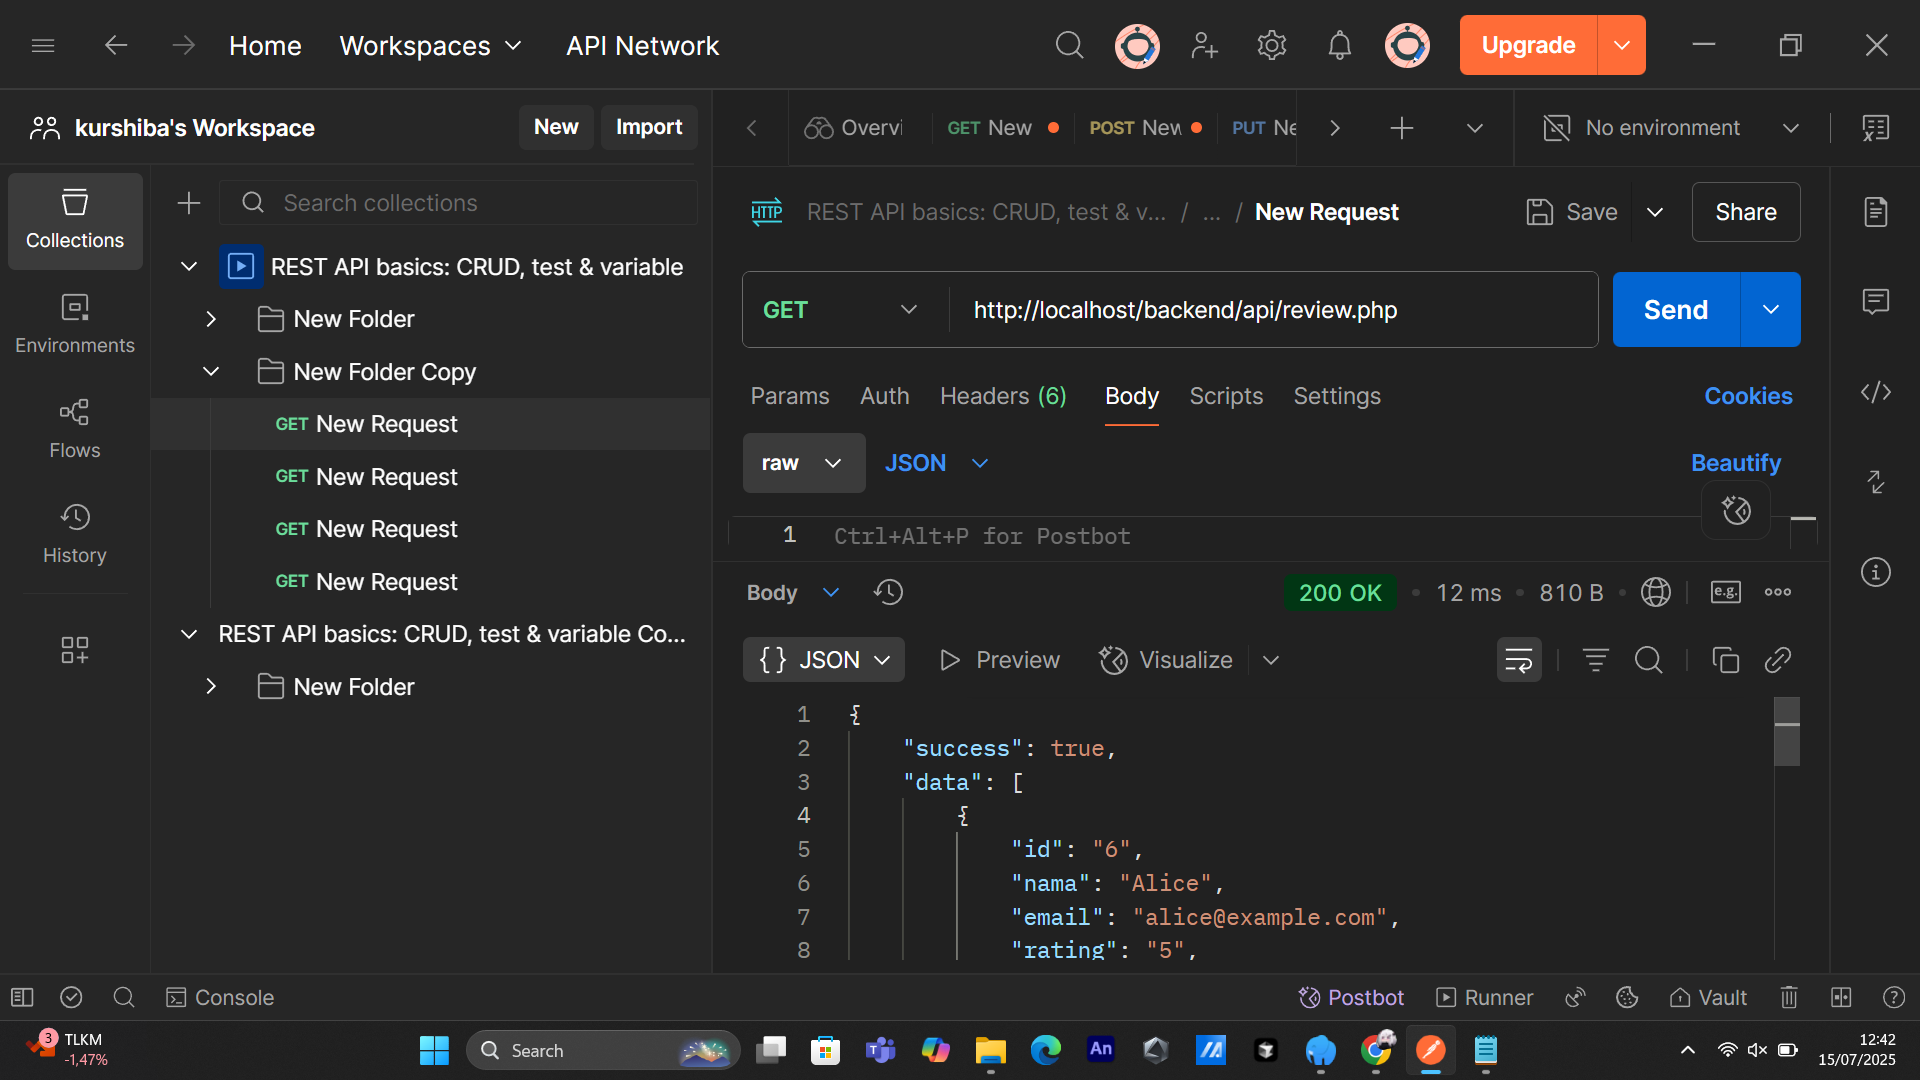 Home Workspaces API Network Upgrade
kurshiba's Workspace New Import
Overvi GET New POST New PUT Ne No environment
Collections
Environments
Flows
History
Search collections
REST API basics: CRUD, test & variable
New Folder
New Folder Copy
GET New Request
GET New Request
GET New Request
GET New Request
REST API basics: CRUD, test & variable Co...
New Folder
HTTP REST API basics: CRUD, test & v... / ... / New Request Save Share
GET http://localhost/backend/api/review.php Send
Params Auth Headers (6) Body Scripts Settings Cookies
raw JSON Beautify
1 Ctrl+Alt+P for Postbot
Body 200 OK 12 ms 810 B e.g.
{} JSON Preview Visualize
1 {
2 "success": true,
3 "data": [
4 {
5 "id": "6",
6 "nama": "Alice",
7 "email": "alice@example.com",
8 "rating": "5",
Console Postbot Runner Vault
3 TLKM
-1,47%
Search
An
12:42
15/07/2025